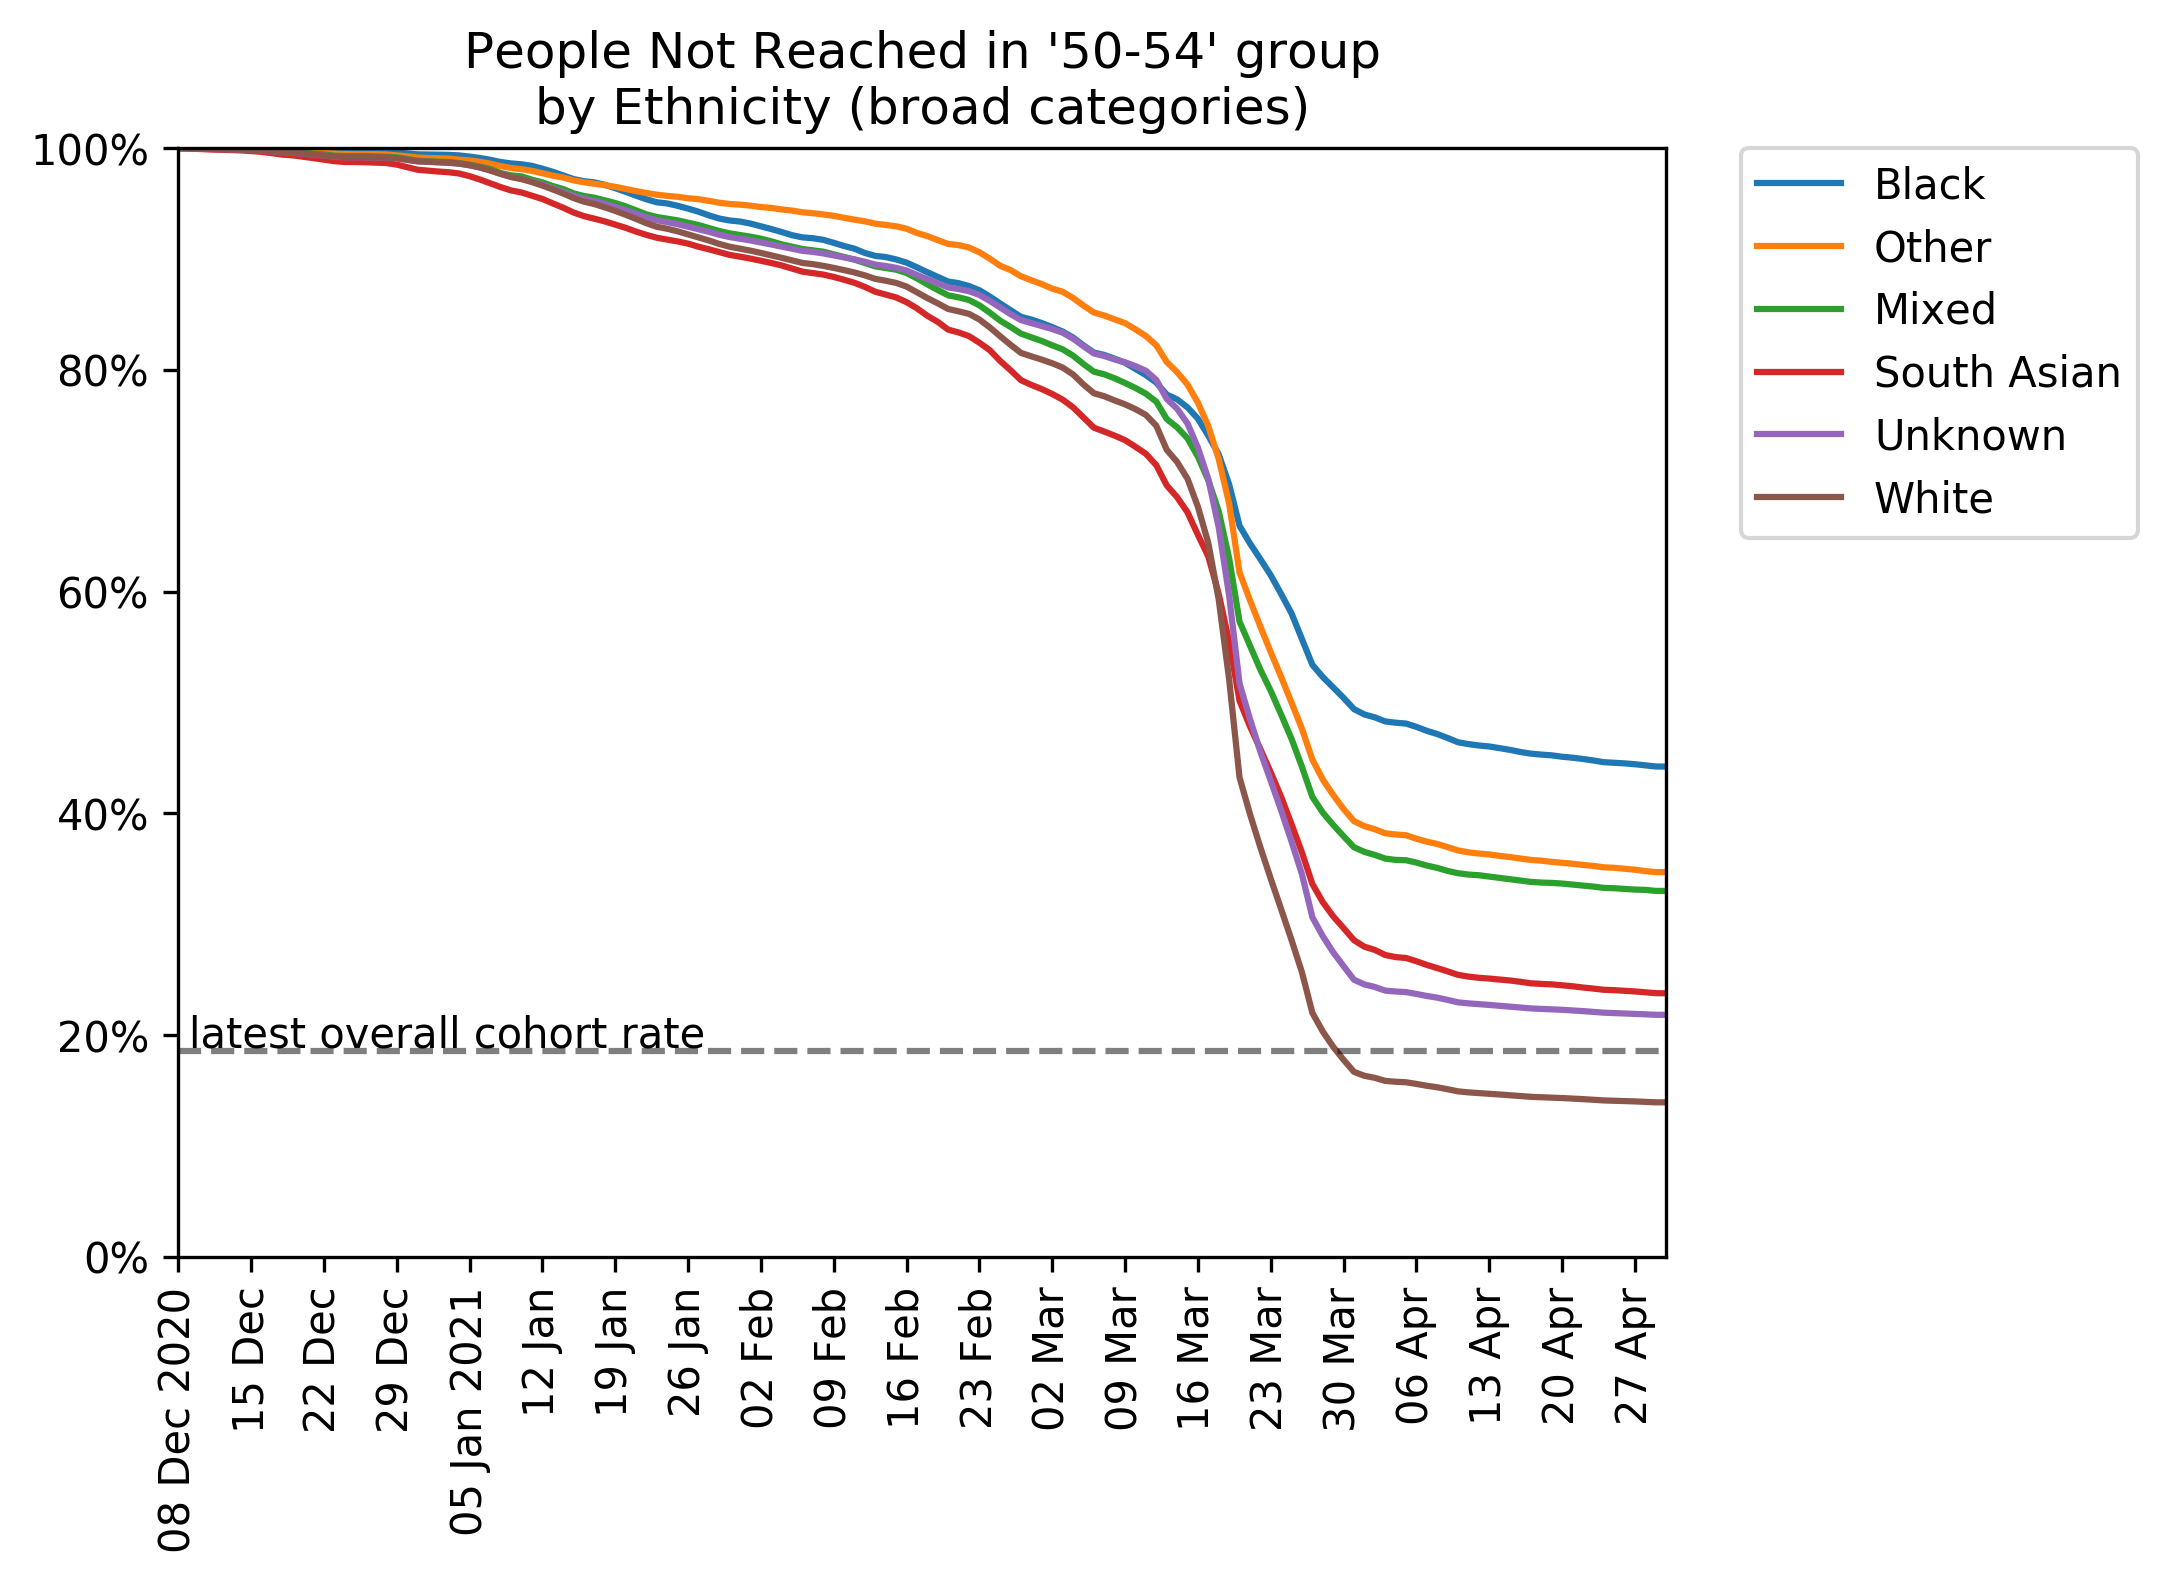 People Not Reached in '50-54' group
by Ethnicity (broad categories)
100%
80%
60%
40%
20%
0%
latest overall cohort rate
08 Dec 2020
15 Dec
22 Dec
29 Dec
05 Jan 2021
12 Jan
19 Jan
26 Jan
02 Feb
09 Feb
16 Feb
23 Feb
02 Mar
09 Mar
16 Mar
23 Mar
30 Mar
06 Apr
13 Apr
20 Apr
27 Apr
Black
Other
Mixed
South Asian
Unknown
White